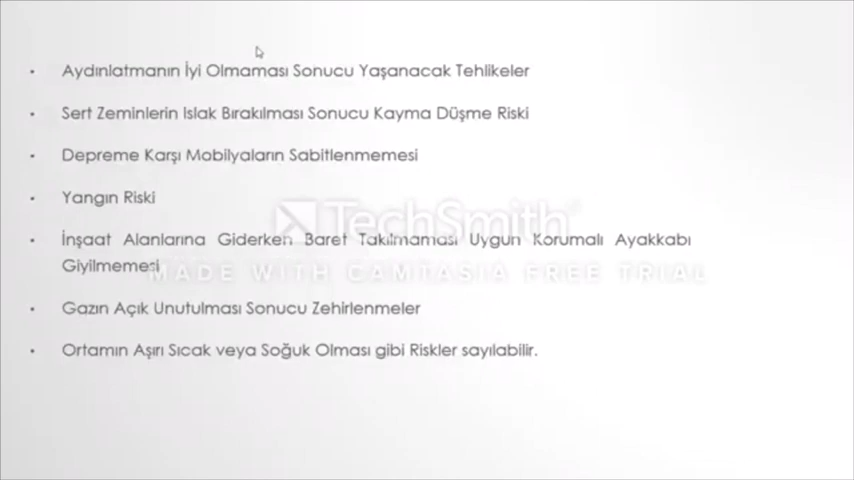 • Aydınlatmanın İyi Olmaması Sonucu Yaşanacak Tehlikeler
• Sert Zeminlerin Islak Bırakılması Sonucu Kayma Düşme Riski
• Depreme Karşı Mobilyaların Sabitlenmemesi
• Yangın Riski
TechSmith®
• İnşaat Alanlarına Giderken Baret Takılmaması Uygun Korumalı Ayakkabı
Giyilmemesi
MADE WITH CAMTASIA FREE TRIAL
• Gazın Açık Unutulması Sonucu Zehirlenmeler
• Ortamın Aşırı Sıcak veya Soğuk Olması gibi Riskler sayılabilir.